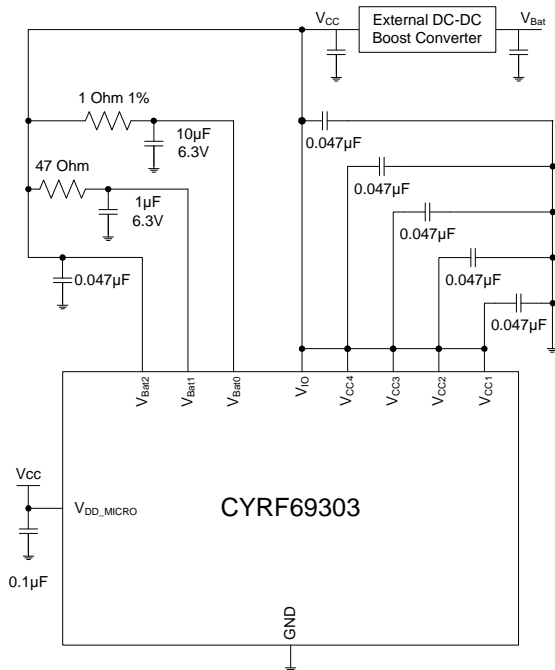 VCC
External DC-DC
Boost Converter
VBat
1 Ohm 1%
10µF
6.3V
0.047µF
47 Ohm
0.047µF
1µF
6.3V
0.047µF
0.047µF
0.047µF
0.047µF
VBat2
VBat1
VBat0
VIO
VCC4
VCC3
VCC2
VCC1
Vcc
VDD_MICRO
CYRF69303
0.1µF
GND